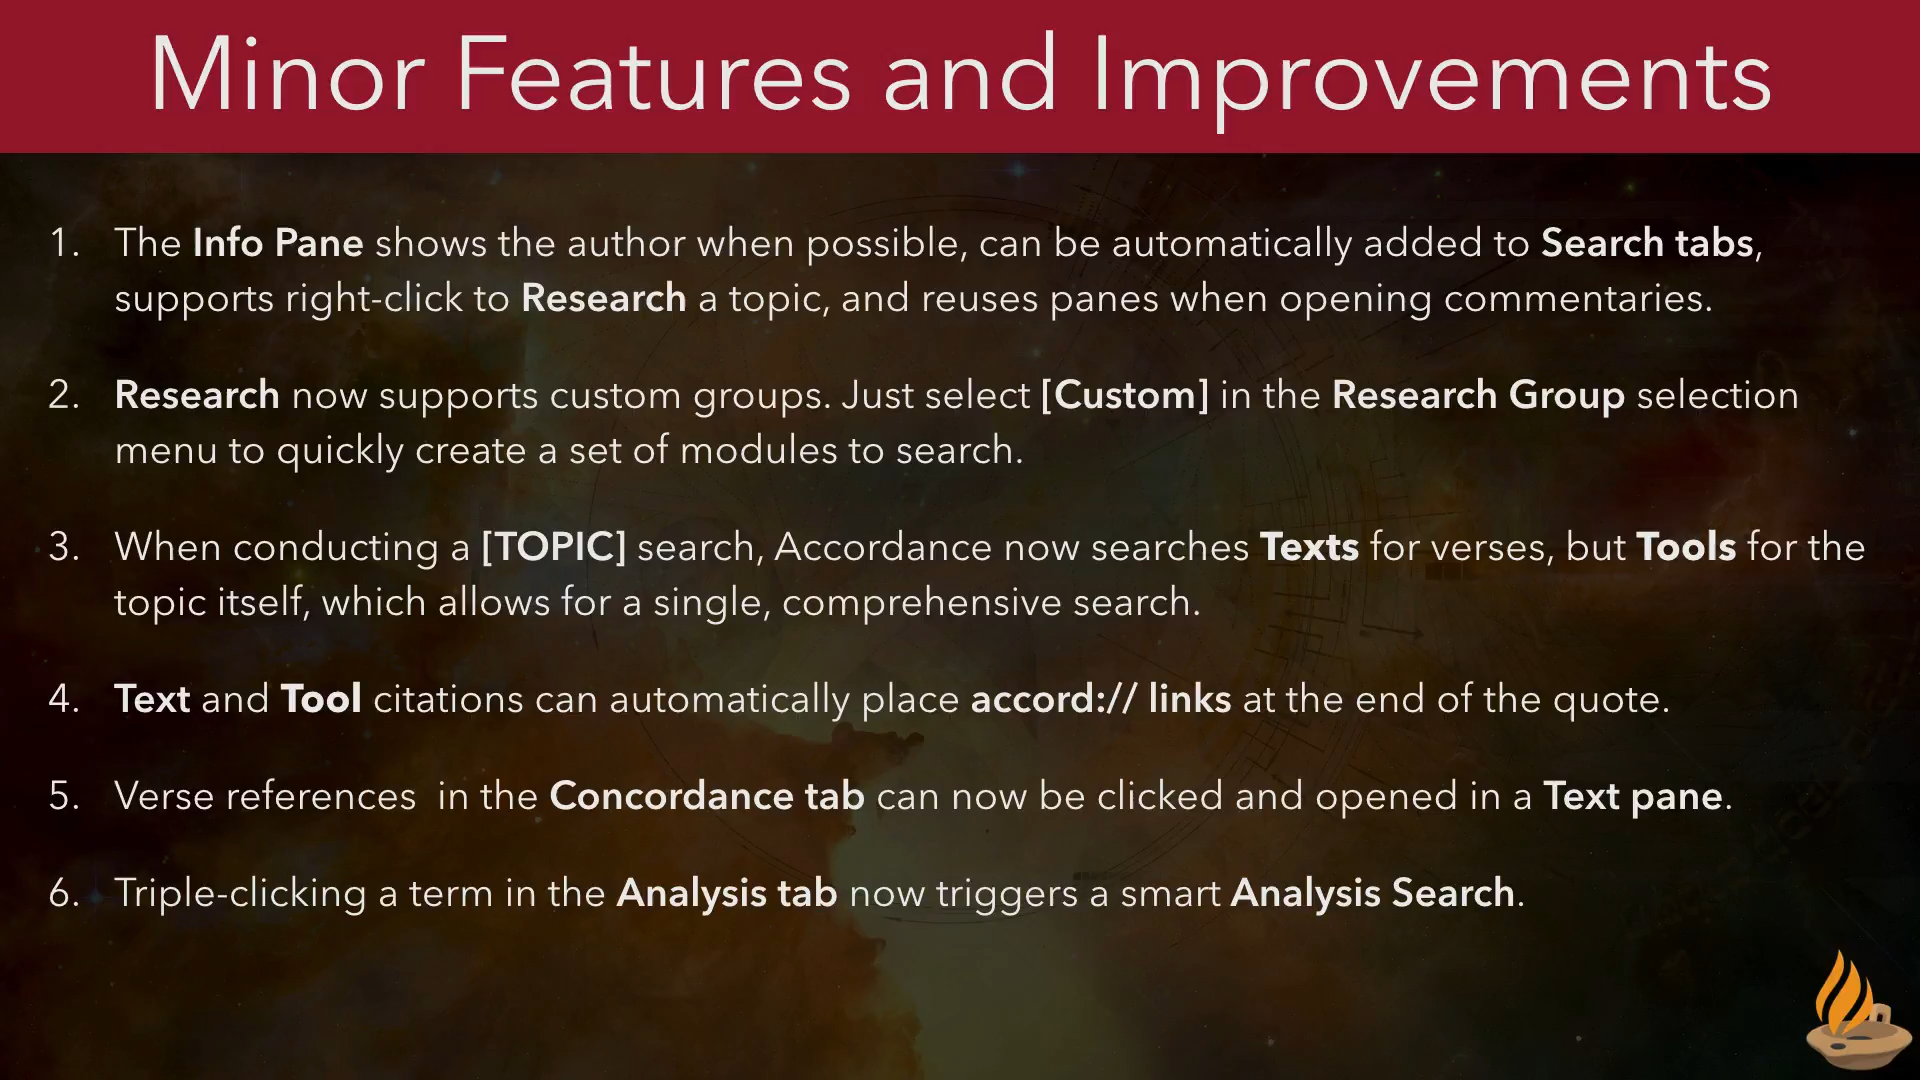 Minor Features and Improvements
1. The Info Pane shows the author when possible, can be automatically added to Search tabs,
supports right-click to Research a topic, and reuses panes when opening commentaries.
2. Research now supports custom groups. Just select [Custom] in the Research Group selection
menu to quickly create a set of modules to search.
3. When conducting a [TOPIC] search, Accordance now searches Texts for verses, but Tools for the
topic itself, which allows for a single, comprehensive search.
4. Text and Tool citations can automatically place accord:// links at the end of the quote.
5. Verse references  in the Concordance tab can now be clicked and opened in a Text pane.
6. Triple-clicking a term in the Analysis tab now triggers a smart Analysis Search.